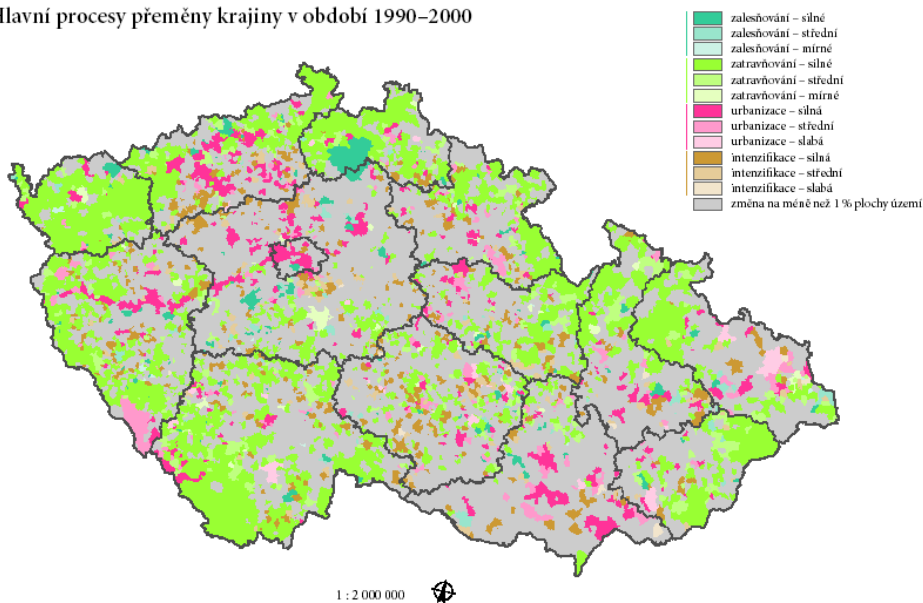 Hlavní procesy přeměny krajiny v období 1990–2000
zalesňování – silné
zalesňování – střední
zalesňování – mírné
zatravňování – silné
zatravňování – střední
zatravňování – mírné
urbanizace – silná
urbanizace – střední
urbanizace – slabá
intenzifikace – silná
intenzifikace – střední
intenzifikace – slabá
změna na méně než 1 % plochy území
1 : 2 000 000